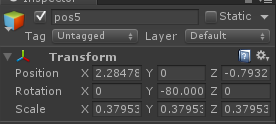 Inspector
pos5 Static
Tag Untagged Layer Default
Transform
Position X 2.28478 Y 0 Z -0.7932
Rotation X 0 Y -80.000 Z 0
Scale X 0.37953 Y 0.37953 Z 0.37953